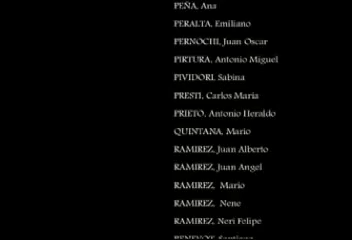 PEÑA, Ana
PERALTA, Emiliano
PERNOCHI, Juan Oscar
PIRTURA, Antonio Miguel
PIVIDORI, Sabina
PRESTI, Carlos Maria
PRIETO, Antonio Heraldo
QUINTANA, Mario
RAMIREZ, Juan Alberto
RAMIREZ, Juan Angel
RAMIREZ, Mario
RAMIREZ, Nene
RAMIREZ, Neri Felipe